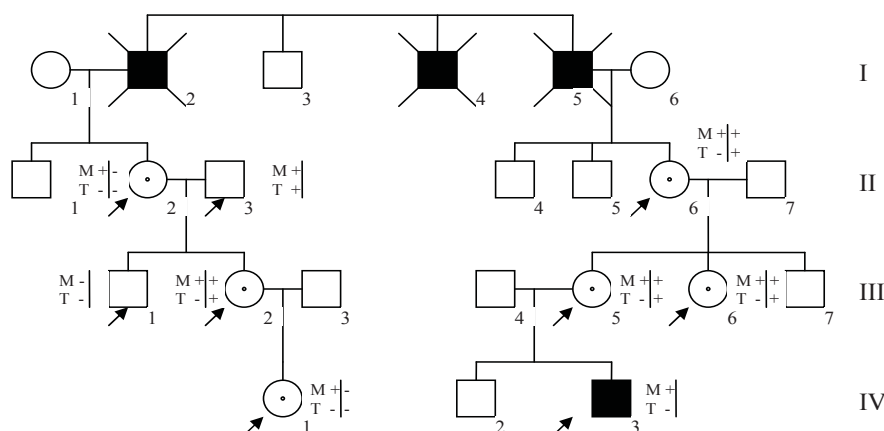 I
1 2 3 4 5 6
M + +
T - +
M + -
T - -
M +
T +
II
1 2 3 4 5 6 7
M -
T -
M + +
T - +
M + +
T - +
M + +
T - +
III
1 2 3 4 5 6 7
M + -
T - -
M +
T -
IV
1 2 3